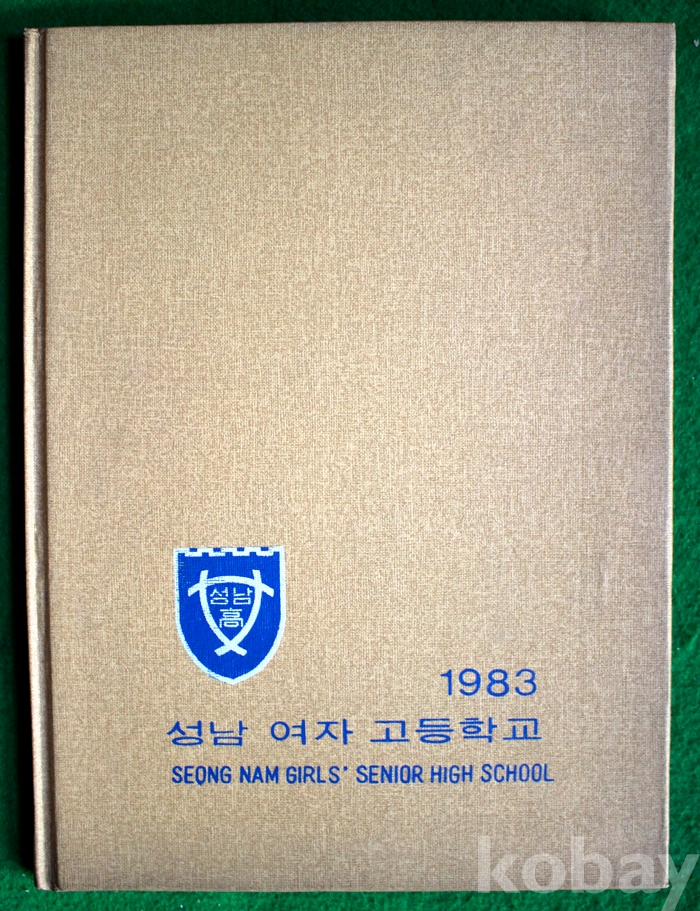 성남
高
1983
성남 여자 고등학교
SEONG NAM GIRLS' SENIOR HIGH SCHOOL
kobay